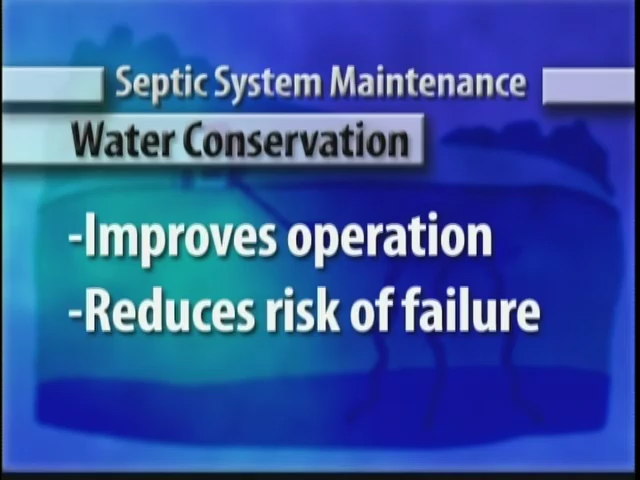 Septic System Maintenance
Water Conservation
-Improves operation
-Reduces risk of failure